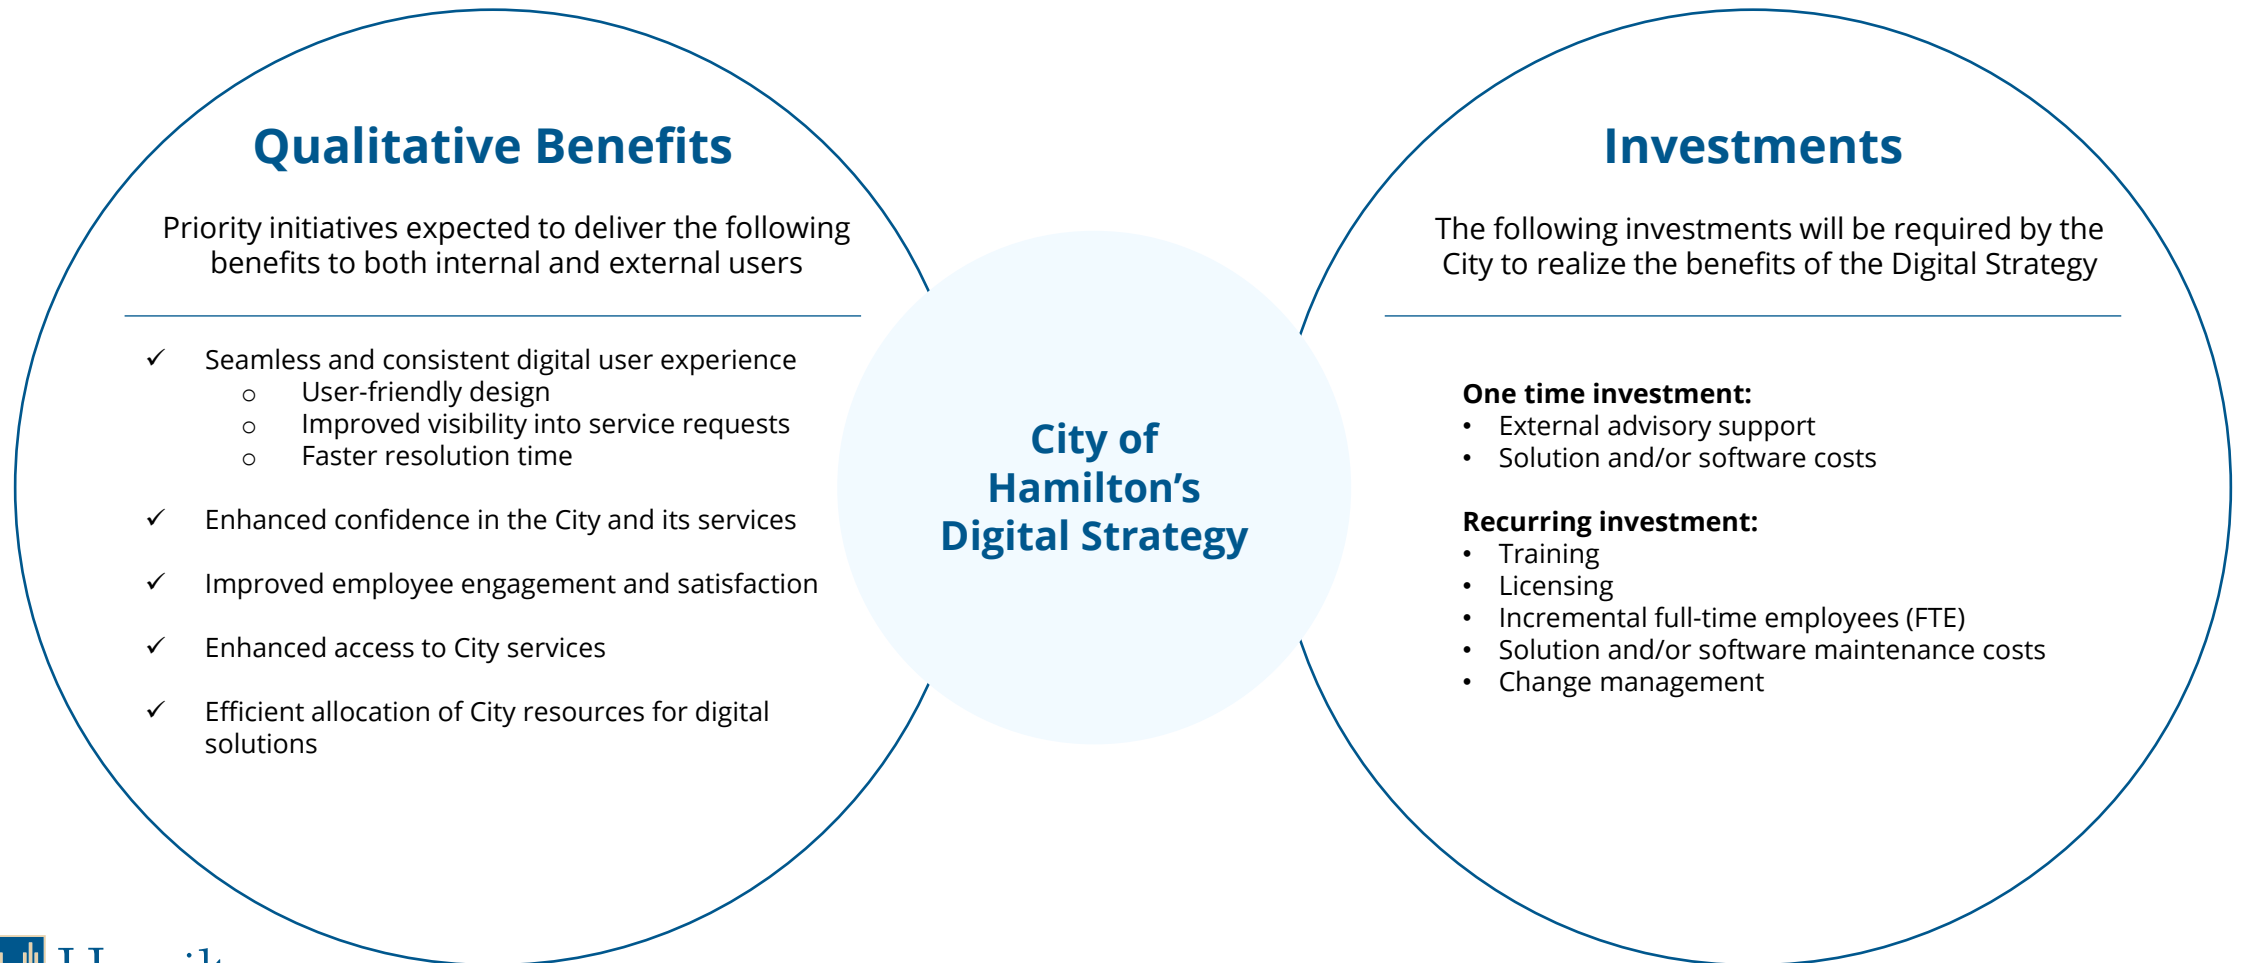 Qualitative Benefits
Priority initiatives expected to deliver the following
benefits to both internal and external users
✓ Seamless and consistent digital user experience
o User-friendly design
o Improved visibility into service requests
o Faster resolution time
✓ Enhanced confidence in the City and its services
✓ Improved employee engagement and satisfaction
✓ Enhanced access to City services
✓ Efficient allocation of City resources for digital
solutions
City of
Hamilton’s
Digital Strategy
Investments
The following investments will be required by the
City to realize the benefits of the Digital Strategy
One time investment:
• External advisory support
• Solution and/or software costs
Recurring investment:
• Training
• Licensing
• Incremental full-time employees (FTE)
• Solution and/or software maintenance costs
• Change management